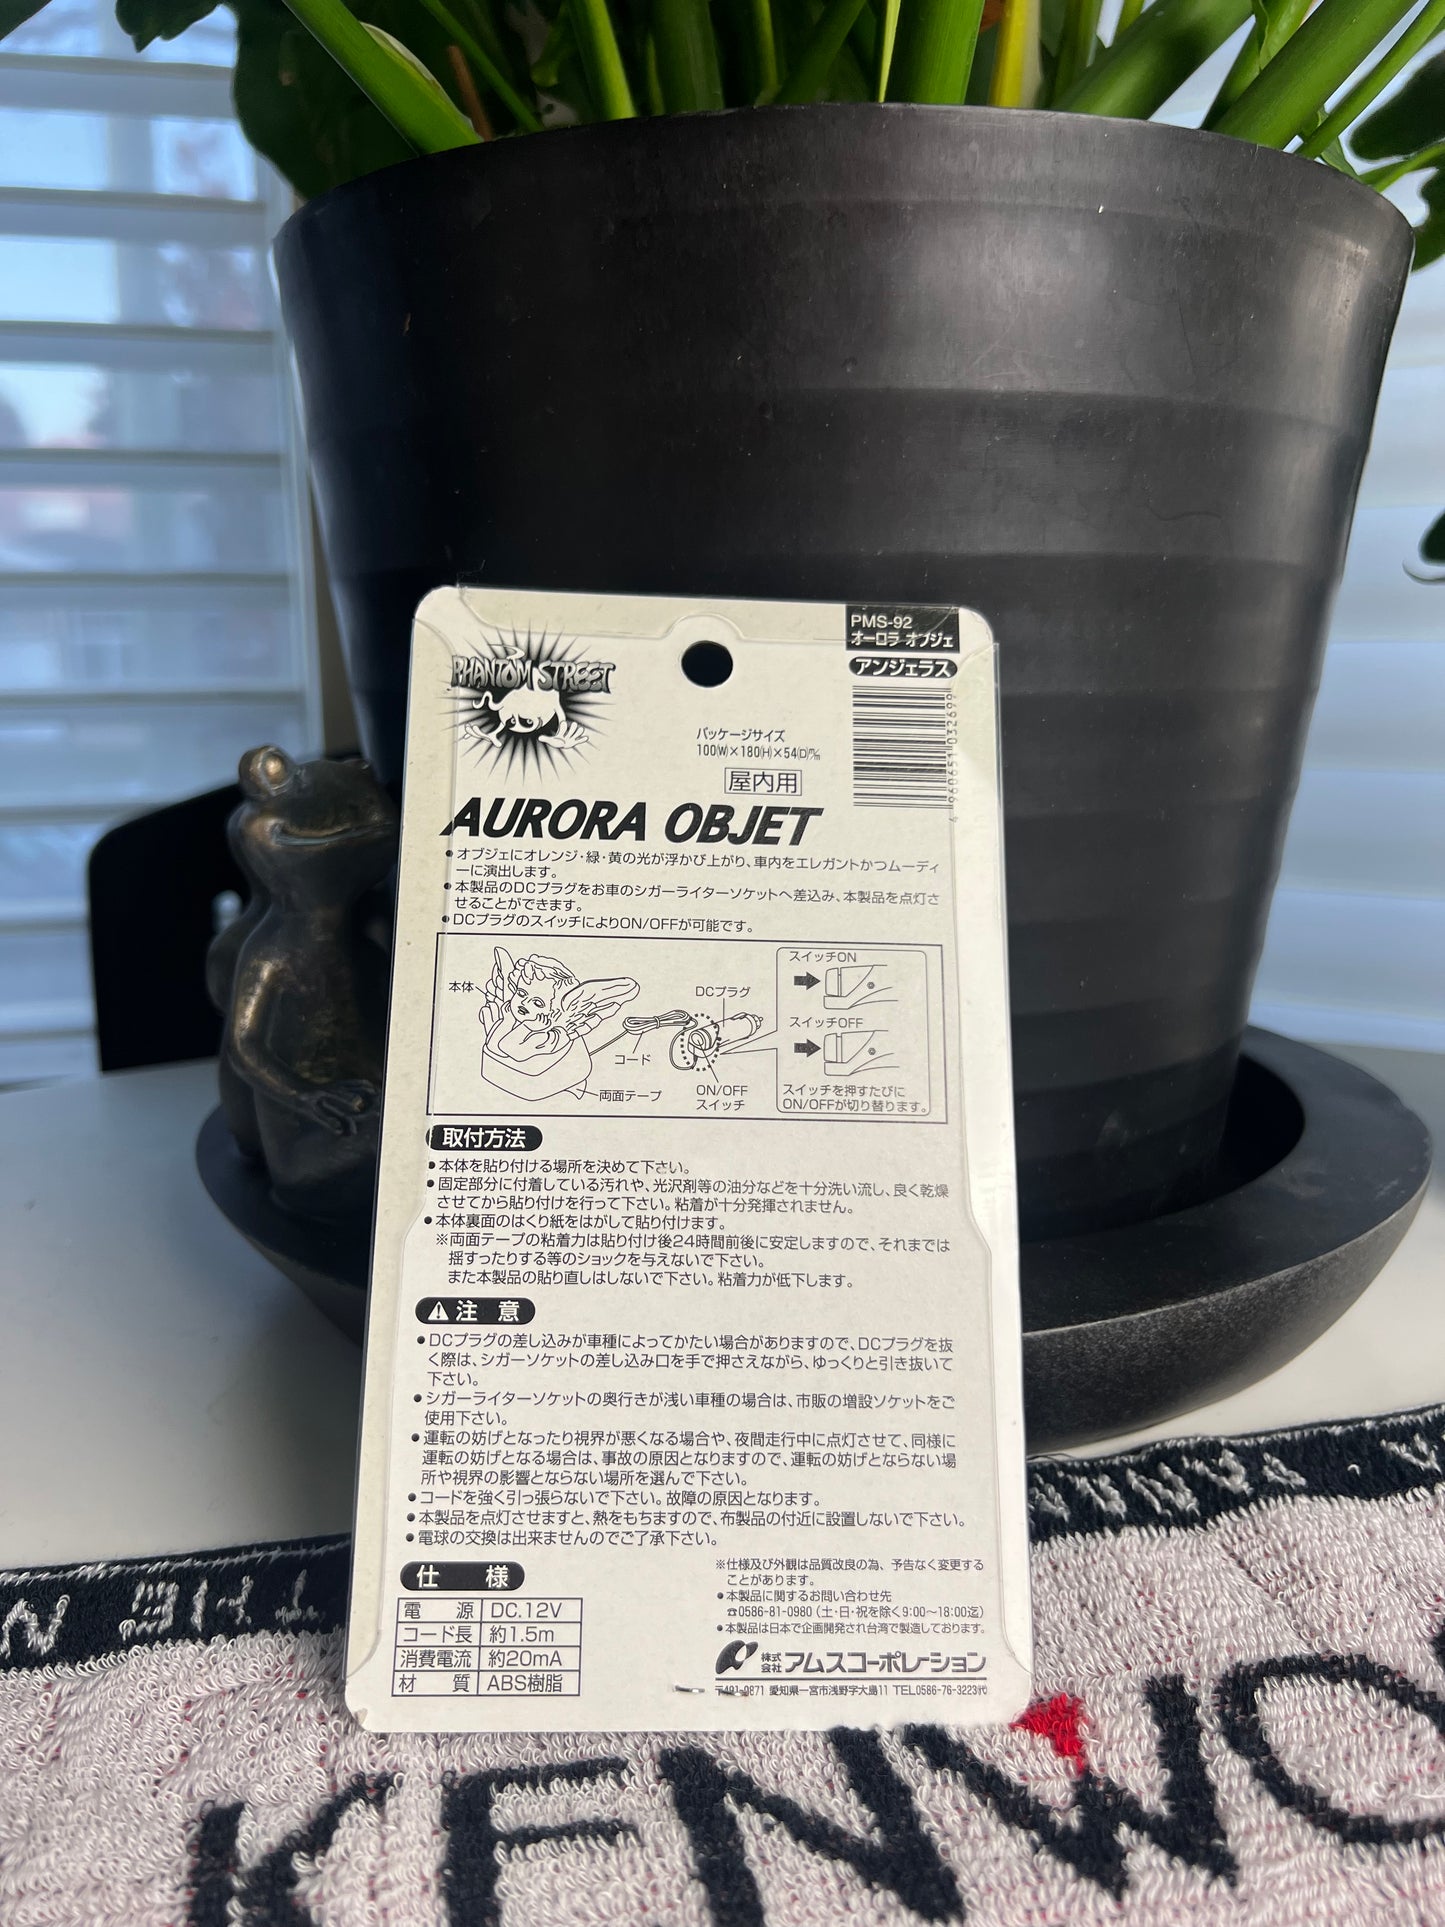 PHANTOM STREET
PMS-92
オーロラ オブジェ
アンジェラス
4 960651 032699
パッケージサイズ
100(W)×180(H)×54(D)㎜
屋内用
AURORA OBJET
●オブジェにオレンジ・緑・黄の光が浮かび上がり、車内をエレガントかつムーディ
ーに演出します。
●本製品のDCプラグをお車のシガーライターソケットへ差込み、本製品を点灯さ
せることができます。
●DCプラグのスイッチによりON/OFFが可能です。
本体
コード
両面テープ
DCプラグ
ON/OFF
スイッチ
スイッチON
スイッチOFF
スイッチを押すたびに
ON/OFFが切り替ります。
取付方法
●本体を貼り付ける場所を決めて下さい。
●固定部分に付着している汚れや、光沢剤等の油分などを十分洗い流し、良く乾燥
させてから貼り付けを行って下さい。粘着が十分発揮されません。
●本体裏面のはくり紙をはがして貼り付けます。
※両面テープの粘着力は貼り付け後24時間前後に安定しますので、それまでは
揺すったりする等のショックを与えないで下さい。
また本製品の貼り直しはしないで下さい。粘着力が低下します。
注 意
●DCプラグの差し込みが車種によってかたい場合がありますので、DCプラグを抜
く際は、シガーソケットの差し込み口を手で押さえながら、ゆっくりと引き抜いて
下さい。
●シガーライターソケットの奥行きが浅い車種の場合は、市販の増設ソケットをご
使用下さい。
●運転の妨げとなったり視界が悪くなる場合や、夜間走行中に点灯させて、同様に
運転の妨げとなる場合は、事故の原因となりますので、運転の妨げとならない場
所や視界の影響とならない場所を選んで下さい。
●コードを強く引っ張らないで下さい。故障の原因となります。
●本製品を点灯させますと、熱をもちますので、布製品の付近に設置しないで下さい。
●電球の交換は出来ませんのでご了承下さい。
仕 様
電 源 DC.12V
コード長 約1.5m
消費電流 約20mA
材 質 ABS樹脂
※仕様及び外観は品質改良の為、予告なく変更する
ことがあります。
●本製品に関するお問い合わせ先
☎0586-81-0980(土・日・祝を除く9:00〜18:00迄)
●本製品は日本で企画開発され台湾で製造しております。
株式会社アムスコーポレーション
〒491-0871 愛知県一宮市浅野字大島11 TEL.0586-76-3223代
THE
KENWO